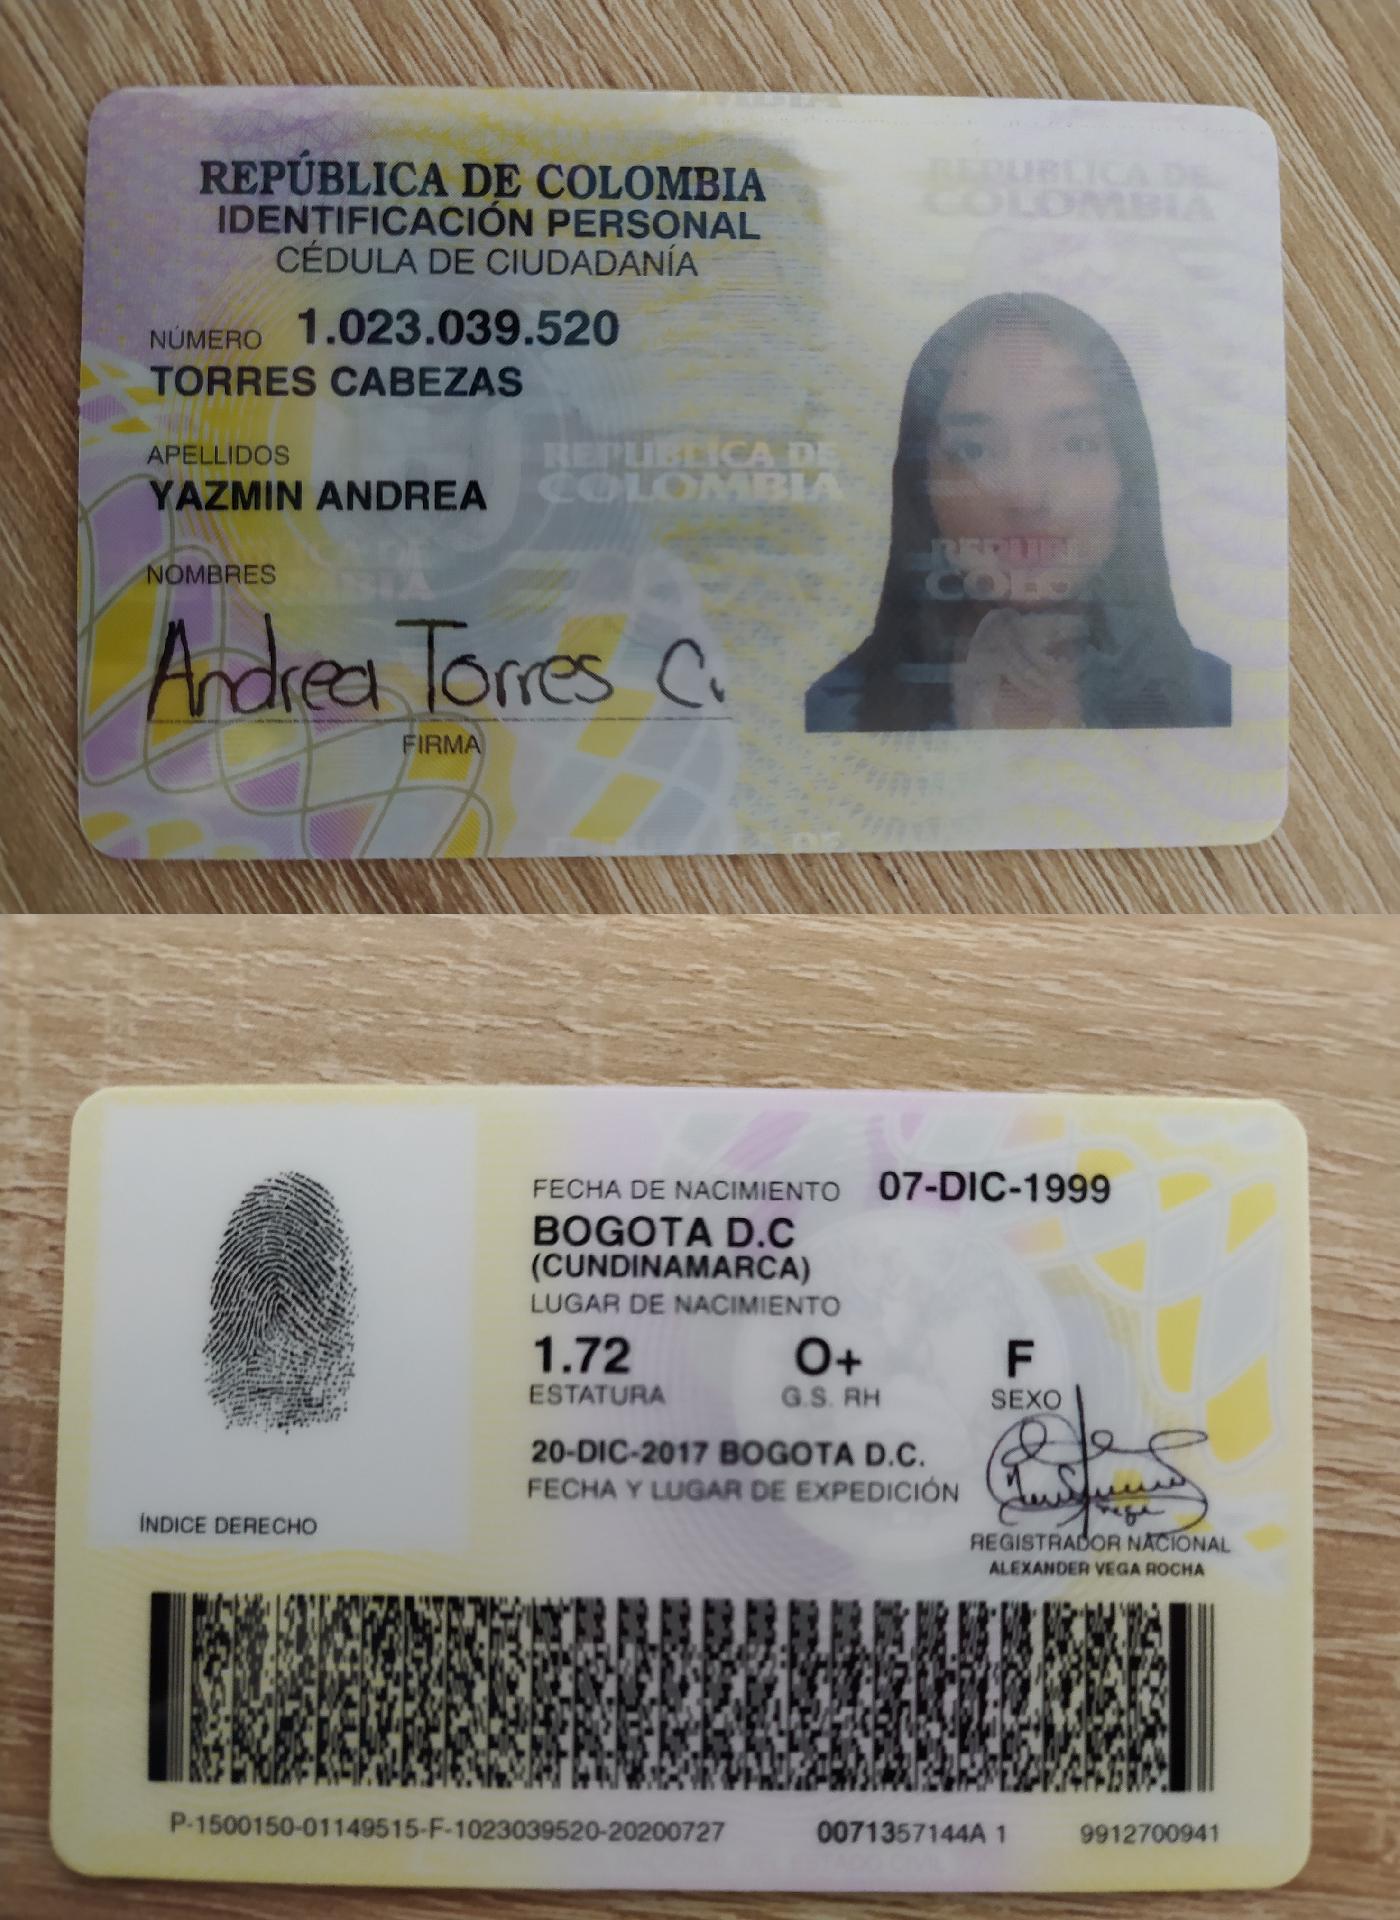 REPÚBLICA DE COLOMBIA
IDENTIFICACIÓN PERSONAL
CÉDULA DE CIUDADANÍA
NÚMERO 1.023.039.520
TORRES CABEZAS
APELLIDOS
YAZMIN ANDREA
NOMBRES
Andrea Torres C.
FIRMA
REPÚBLICA DE
COLOMBIA
REPÚBLICA DE
COLOMBIA
FECHA DE NACIMIENTO 07-DIC-1999
BOGOTA D.C
(CUNDINAMARCA)
LUGAR DE NACIMIENTO
1.72 O+ F
ESTATURA G.S. RH SEXO
20-DIC-2017 BOGOTA D.C.
FECHA Y LUGAR DE EXPEDICIÓN
ÍNDICE DERECHO
REGISTRADOR NACIONAL
ALEXANDER VEGA ROCHA
P-1500150-01149515-F-1023039520-20200727 0071357144A 1 9912700941